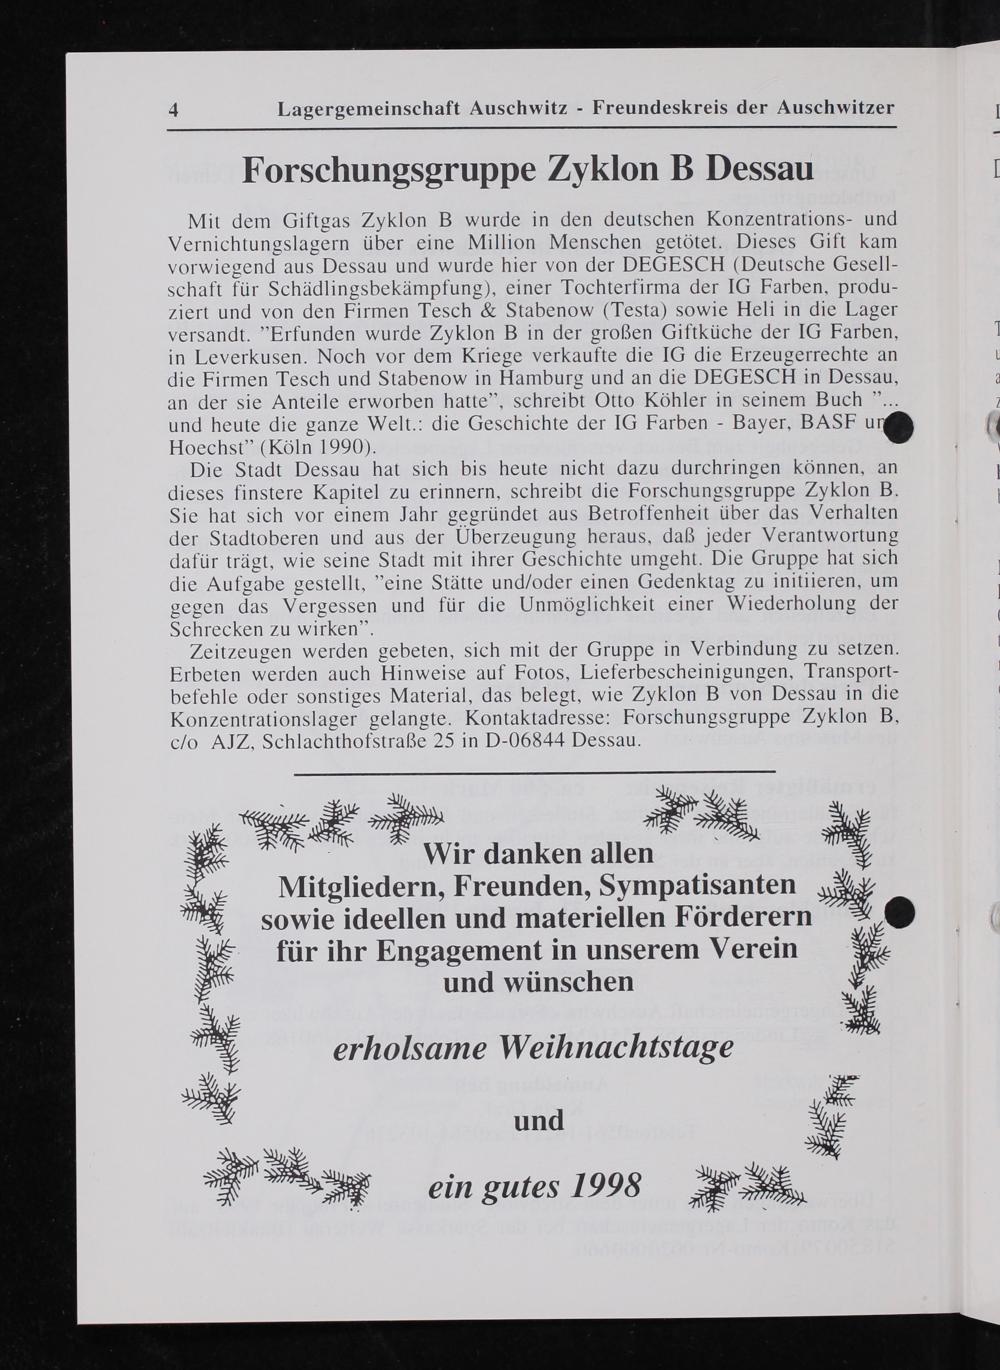 4 Lagergemeinschaft Auschwitz - Freundeskreis der Auschwitzer
Forschungsgruppe Zyklon B Dessau
Mit dem Giftgas Zyklon B wurde in den deutschen Konzentrations- und
Vernichtungslagern über eine Million Menschen getötet. Dieses Gift kam
vorwiegend aus Dessau und wurde hier von der DEGESCH (Deutsche Gesell-
schaft für Schädlingsbekämpfung), einer Tochterfirma der IG Farben, produ-
ziert und von den Firmen Tesch & Stabenow (Testa) sowie Heli in die Lager
versandt. ”Erfunden wurde Zyklon B in der großen Giftküche der IG Farben,
in Leverkusen. Noch vor dem Kriege verkaufte die IG die Erzeugerrechte an
die Firmen Tesch und Stabenow in Hamburg und an die DEGESCH in Dessau,
an der sie Anteile erworben hatte”, schreibt Otto Köhler in seinem Buch ”...
und heute die ganze Welt.: die Geschichte der IG Farben - Bayer, BASF un
Hoechst” (Köln 1990).
Die Stadt Dessau hat sich bis heute nicht dazu durchringen können, an
dieses finstere Kapitel zu erinnern, schreibt die Forschungsgruppe Zyklon B.
Sie hat sich vor einem Jahr gegründet aus Betroffenheit über das Verhalten
der Stadtoberen und aus der Überzeugung heraus, daß jeder Verantwortung
dafür trägt, wie seine Stadt mit ihrer Geschichte umgeht. Die Gruppe hat sich
die Aufgabe gestellt, ”eine Stätte und/oder einen Gedenktag zu initiieren, um
gegen das Vergessen und für die Unmöglichkeit einer Wiederholung der
Schrecken zu wirken”.
Zeitzeugen werden gebeten, sich mit der Gruppe in Verbindung zu setzen.
Erbeten werden auch Hinweise auf Fotos, Lieferbescheinigungen, Transport-
befehle oder sonstiges Material, das belegt, wie Zyklon B von Dessau in die
Konzentrationslager gelangte. Kontaktadresse: Forschungsgruppe Zyklon B,
c/o AJZ, Schlachthofstraße 25 in D-06844 Dessau.
Wir danken allen
Mitgliedern, Freunden, Sympatisanten
sowie ideellen und materiellen Förderern
für ihr Engagement in unserem Verein
und wünschen
erholsame Weihnachtstage
und
ein gutes 1998